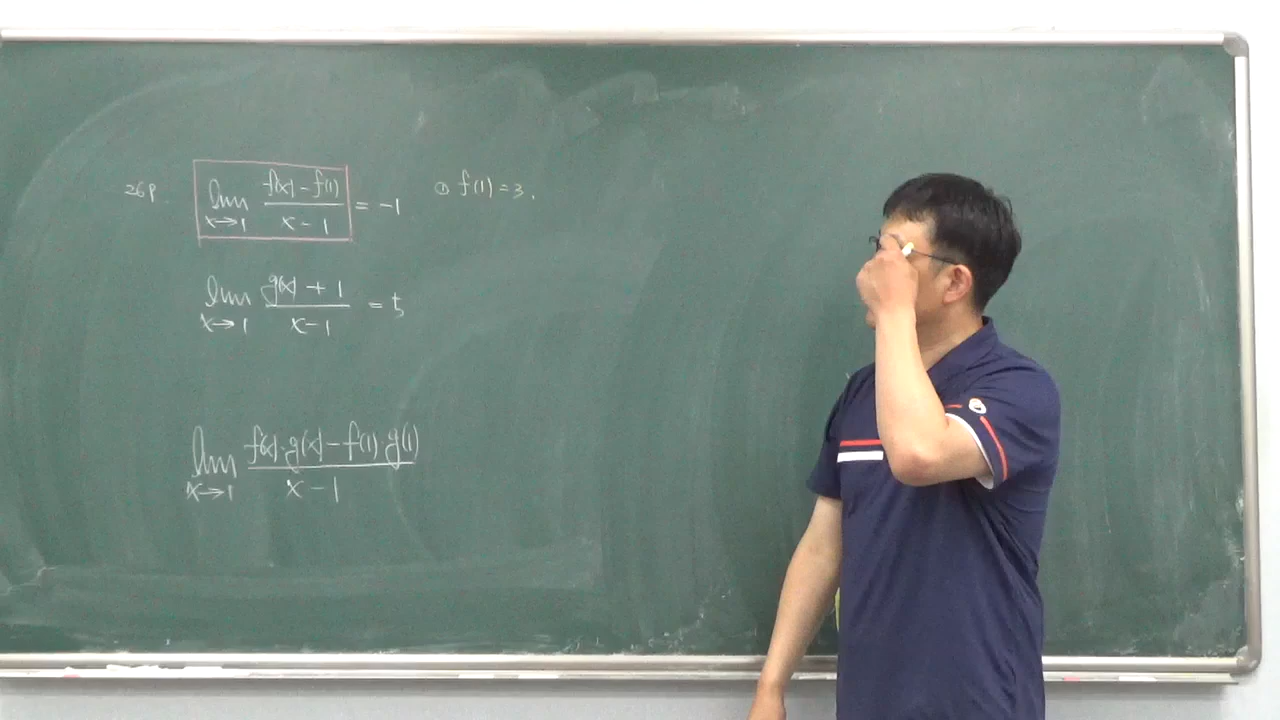 26P. lim x→1 f(x) - f(1) / x - 1 = -1 ① f(1) = 3.
lim x→1 g(x) + 1 / x - 1 = 5
lim x→1 f(x)·g(x) - f(1)·g(1) / x - 1